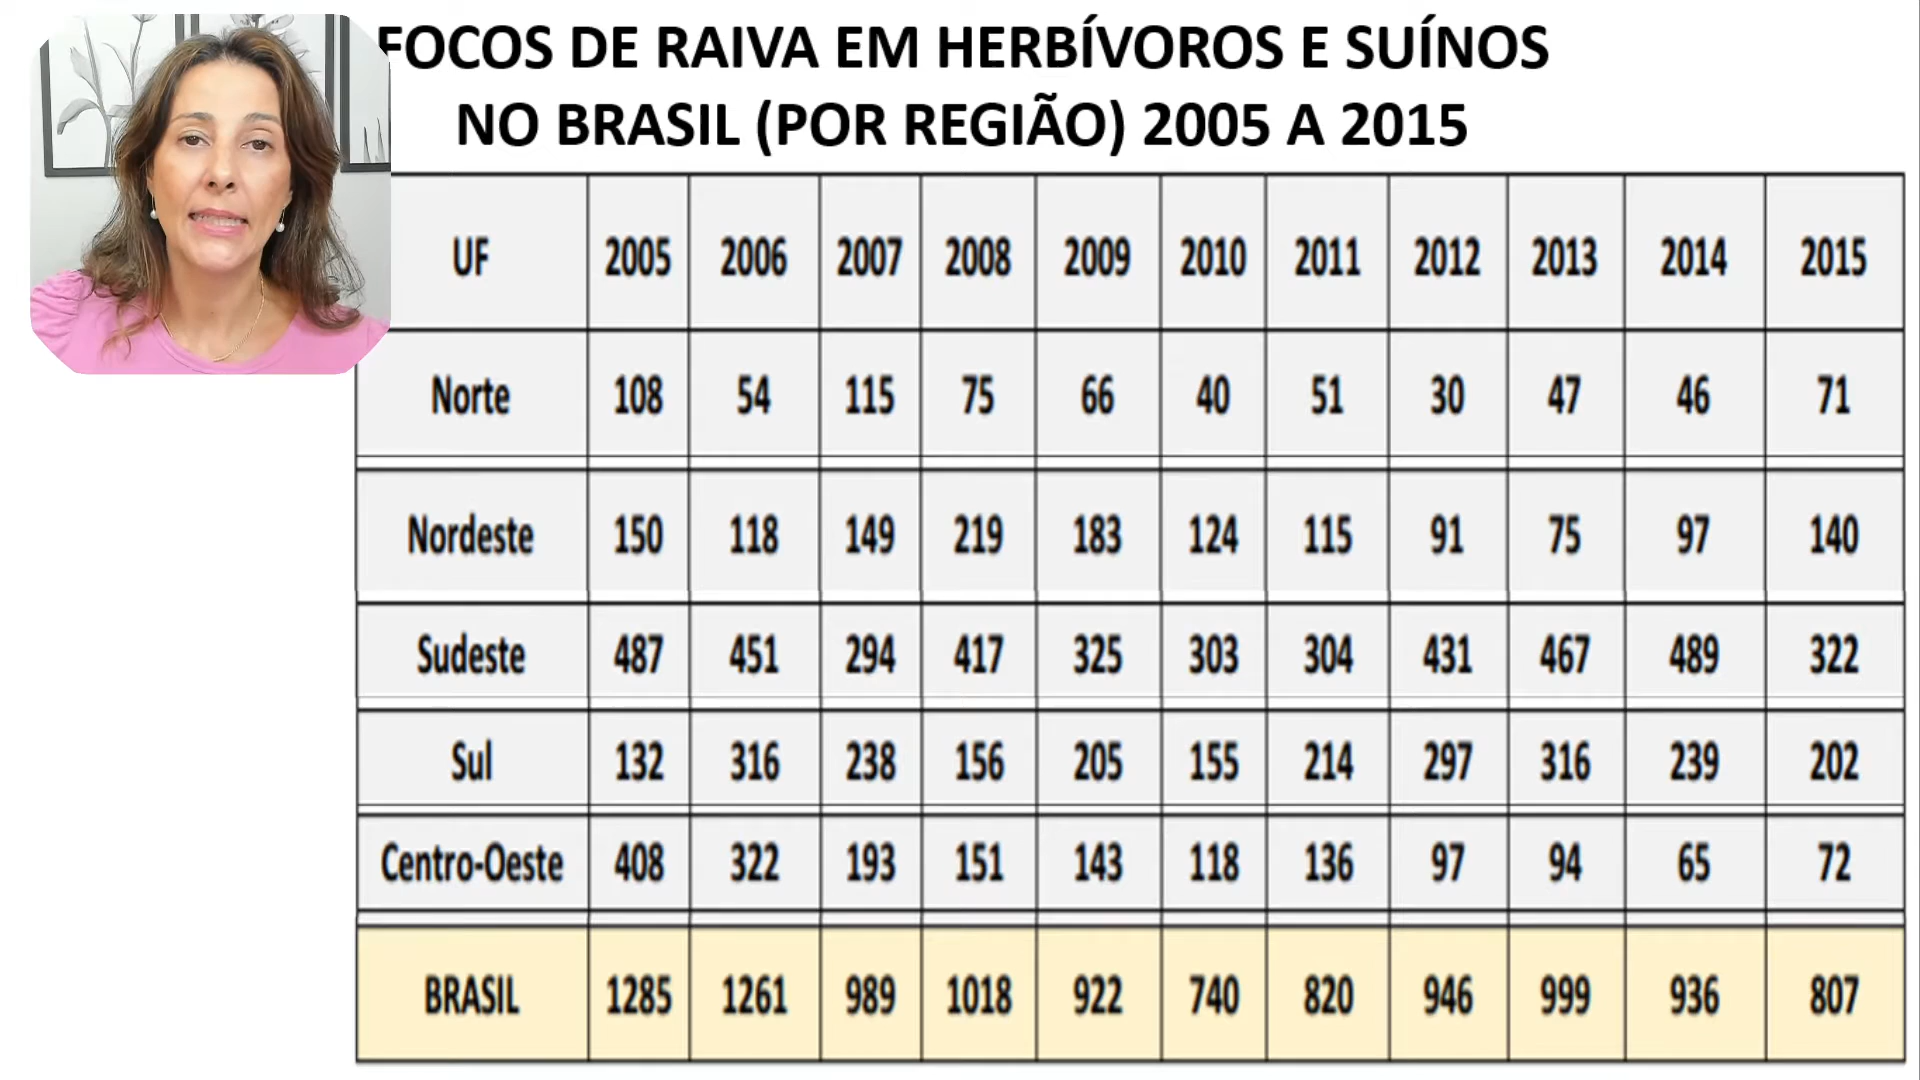 FOCOS DE RAIVA EM HERBÍVOROS E SUÍNOS
NO BRASIL (POR REGIÃO) 2005 A 2015
UF 2005 2006 2007 2008 2009 2010 2011 2012 2013 2014 2015
Norte 108 54 115 75 66 40 51 30 47 46 71
Nordeste 150 118 149 219 183 124 115 91 75 97 140
Sudeste 487 451 294 417 325 303 304 431 467 489 322
Sul 132 316 238 156 205 155 214 297 316 239 202
Centro-Oeste 408 322 193 151 143 118 136 97 94 65 72
BRASIL 1285 1261 989 1018 922 740 820 946 999 936 807